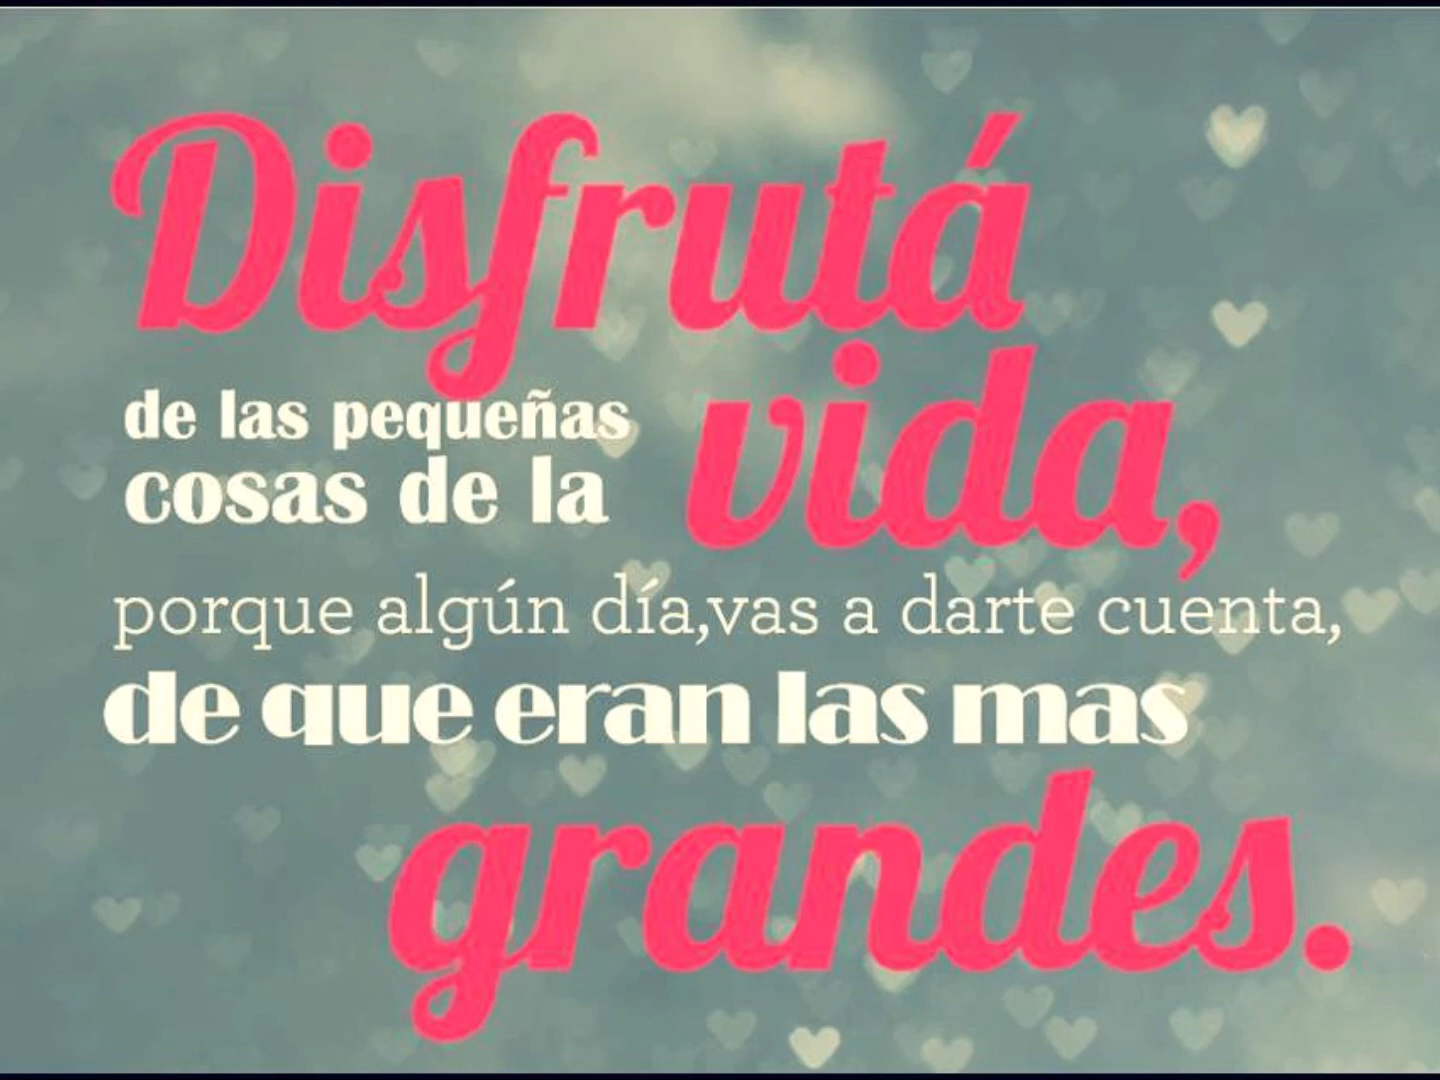 Disfrutá
de las pequeñas
cosas de la vida,
porque algún día,vas a darte cuenta,
de que eran las mas
grandes.